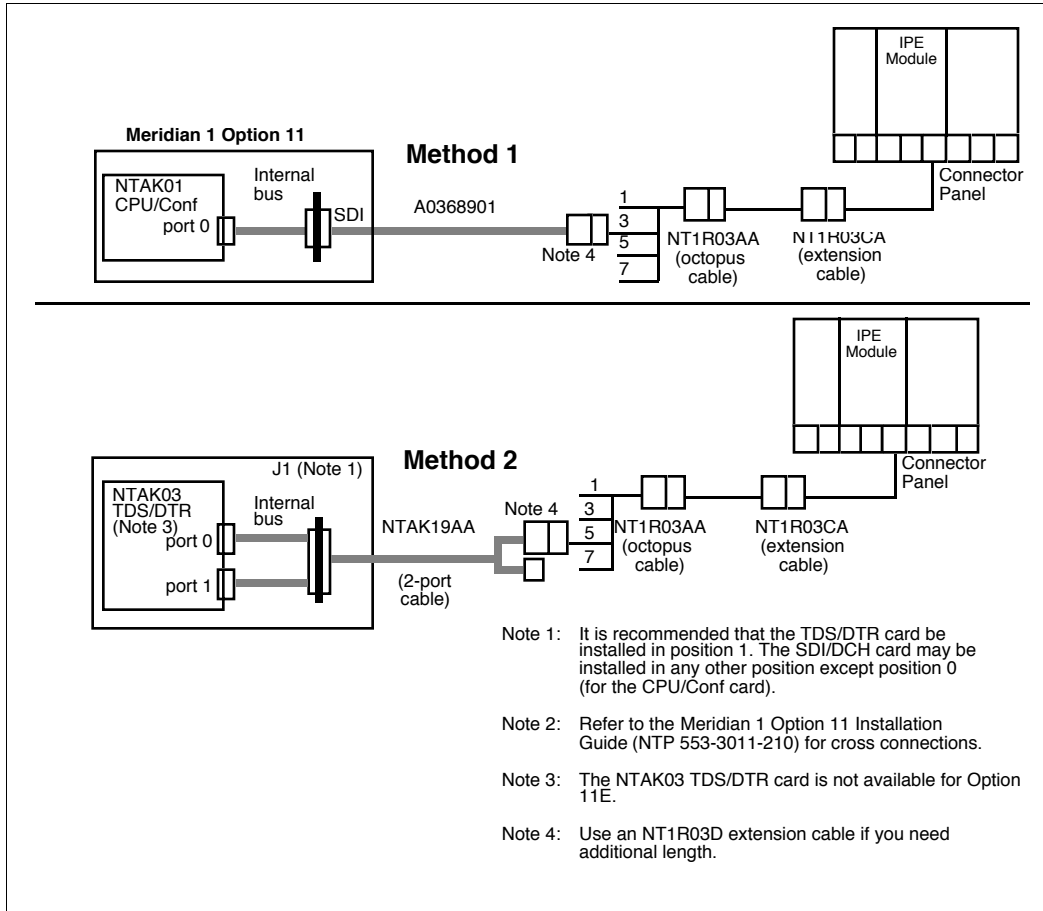 IPE
Module
Meridian 1 Option 11
Method 1
NTAK01
CPU/Conf
port 0
Internal
bus
SDI
A0368901
Note 4
1
3
5
7
NT1R03AA
(octopus
cable)
NT1R03CA
(extension
cable)
Connector
Panel
IPE
Module
Method 2
J1 (Note 1)
NTAK03
TDS/DTR
(Note 3)
port 0
port 1
Internal
bus
NTAK19AA
(2-port
cable)
Note 4
1
3
5
7
NT1R03AA
(octopus
cable)
NT1R03CA
(extension
cable)
Connector
Panel
Note 1: It is recommended that the TDS/DTR card be
installed in position 1. The SDI/DCH card may be
installed in any other position except position 0
(for the CPU/Conf card).
Note 2: Refer to the Meridian 1 Option 11 Installation
Guide (NTP 553-3011-210) for cross connections.
Note 3: The NTAK03 TDS/DTR card is not available for Option
11E.
Note 4: Use an NT1R03D extension cable if you need
additional length.